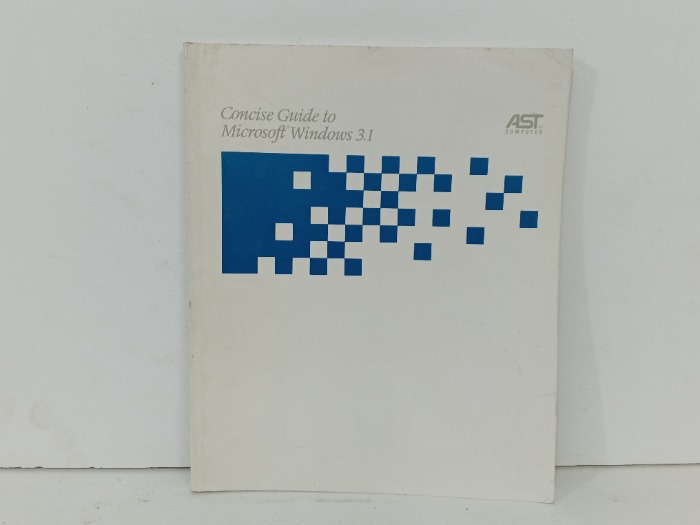 Concise Guide to
Microsoft® Windows 3.1
AST®
COMPUTER